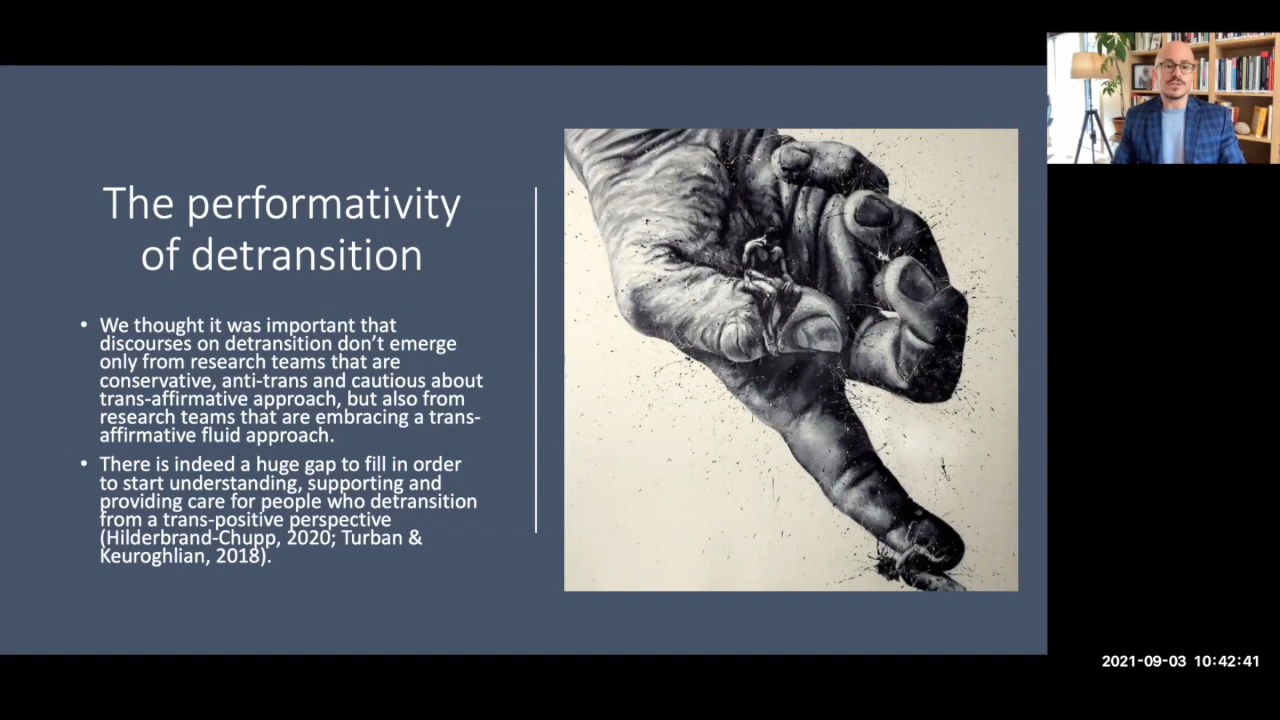 The performativity
of detransition
• We thought it was important that
discourses on detransition don’t emerge
only from research teams that are
conservative, anti-trans and cautious about
trans-affirmative approach, but also from
research teams that are embracing a trans-
affirmative fluid approach.
• There is indeed a huge gap to fill in order
to start understanding, supporting and
providing care for people who detransition
from a trans-positive perspective
(Hilderbrand-Chupp, 2020; Turban &
Keuroghlian, 2018).
2021-09-03 10:42:41